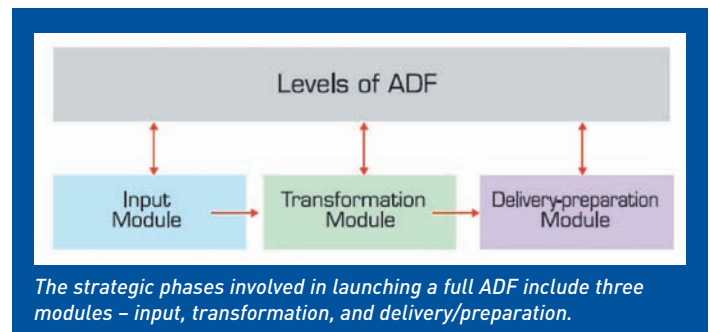 Levels of ADF
Input
Module
Transformation
Module
Delivery-preparation
Module
The strategic phases involved in launching a full ADF include three
modules – input, transformation, and delivery/preparation.